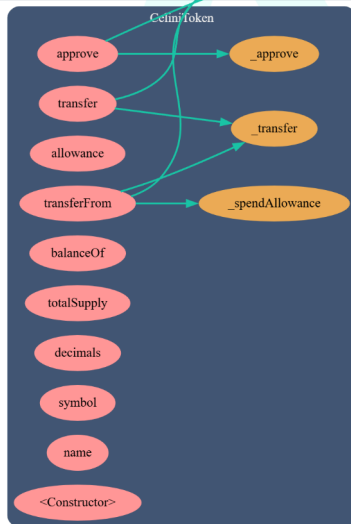 CeliniToken
approve
_approve
transfer
_transfer
allowance
transferFrom
_spendAllowance
balanceOf
totalSupply
decimals
symbol
name
<Constructor>